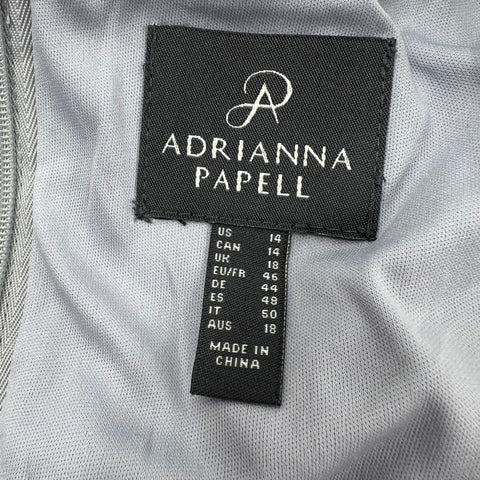 AP
ADRIANNA
PAPELL
US 14
CAN 14
UK 18
EU/FR 46
DE 44
ES 48
IT 50
AUS 18
MADE IN
CHINA